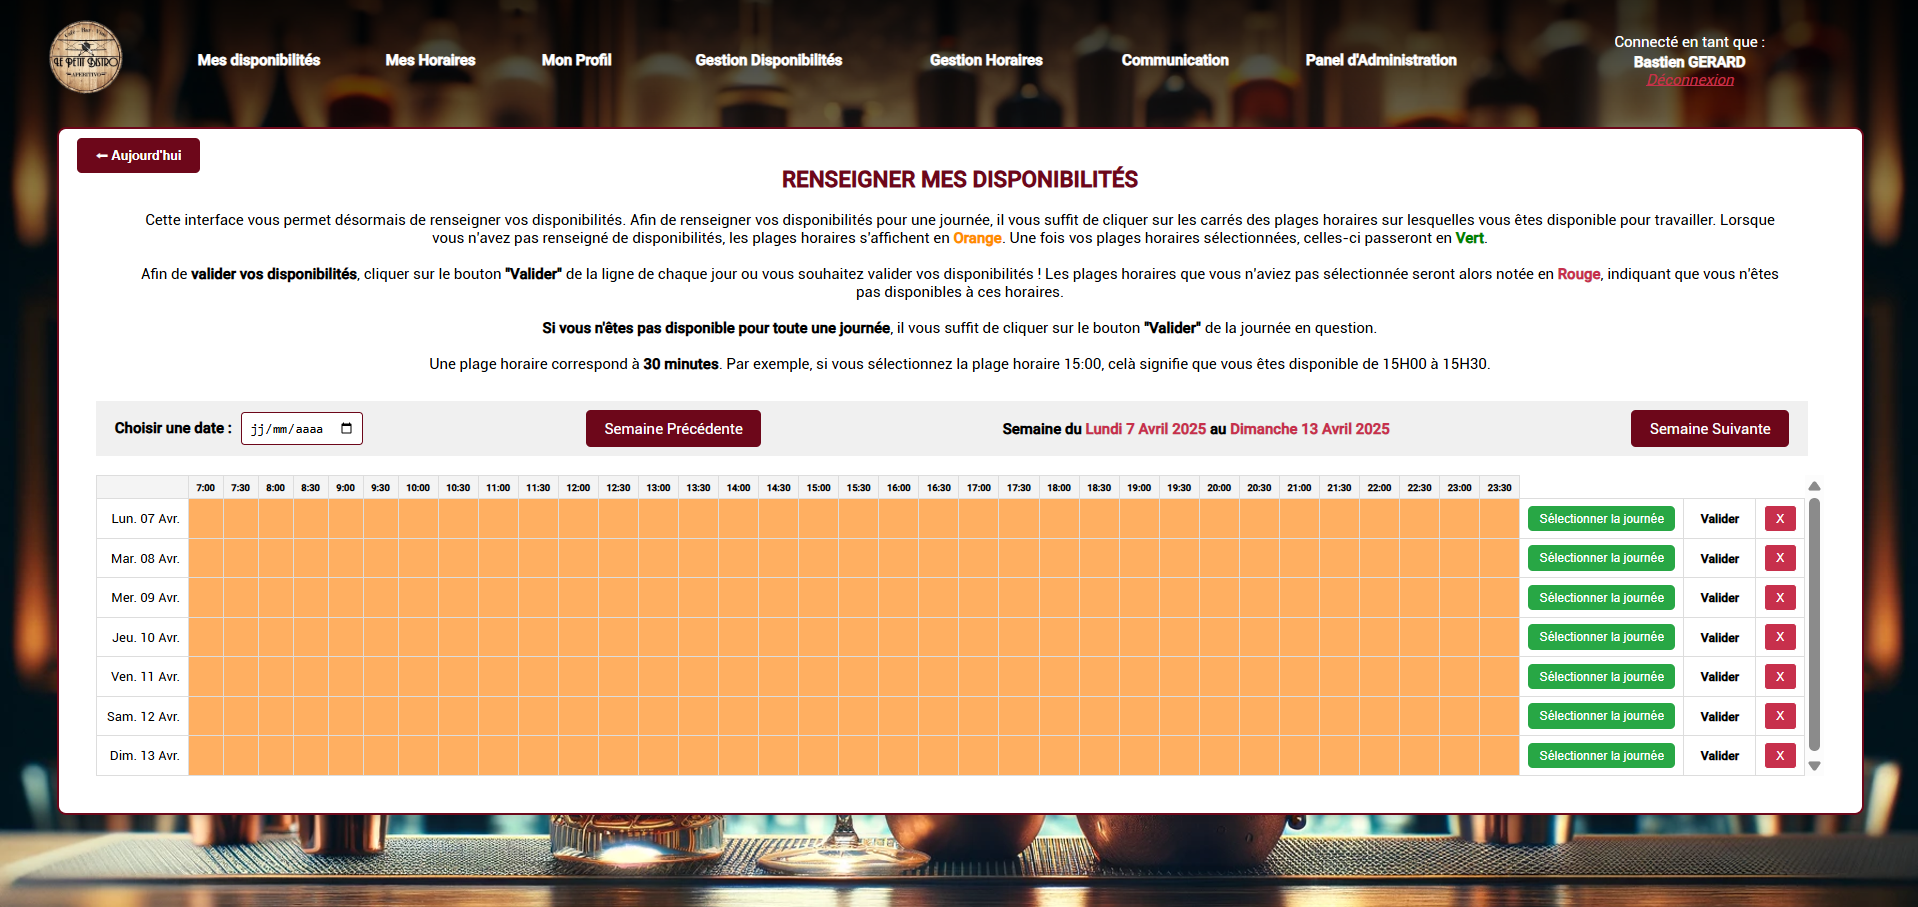 Café - Bar - Vins
LE PETIT BISTRO
APERITIVO
Mes disponibilités
Mes Horaires
Mon Profil
Gestion Disponibilités
Gestion Horaires
Communication
Panel d'Administration
Connecté en tant que :
Bastien GERARD
Déconnexion
← Aujourd'hui
RENSEIGNER MES DISPONIBILITÉS
Cette interface vous permet désormais de renseigner vos disponibilités. Afin de renseigner vos disponibilités pour une journée, il vous suffit de cliquer sur les carrés des plages horaires sur lesquelles vous êtes disponible pour travailler. Lorsque
vous n'avez pas renseigné de disponibilités, les plages horaires s'affichent en Orange. Une fois vos plages horaires sélectionnées, celles-ci passeront en Vert.
Afin de valider vos disponibilités, cliquer sur le bouton "Valider" de la ligne de chaque jour ou vous souhaitez valider vos disponibilités ! Les plages horaires que vous n'aviez pas sélectionnée seront alors notée en Rouge, indiquant que vous n'êtes
pas disponibles à ces horaires.
Si vous n'êtes pas disponible pour toute une journée, il vous suffit de cliquer sur le bouton "Valider" de la journée en question.
Une plage horaire correspond à 30 minutes. Par exemple, si vous sélectionnez la plage horaire 15:00, celà signifie que vous êtes disponible de 15H00 à 15H30.
Choisir une date : jj/mm/aaaa
Semaine Précédente
Semaine du Lundi 7 Avril 2025 au Dimanche 13 Avril 2025
Semaine Suivante
7:00 7:30 8:00 8:30 9:00 9:30 10:00 10:30 11:00 11:30 12:00 12:30 13:00 13:30 14:00 14:30 15:00 15:30 16:00 16:30 17:00 17:30 18:00 18:30 19:00 19:30 20:00 20:30 21:00 21:30 22:00 22:30 23:00 23:30
Lun. 07 Avr. Sélectionner la journée Valider X
Mar. 08 Avr. Sélectionner la journée Valider X
Mer. 09 Avr. Sélectionner la journée Valider X
Jeu. 10 Avr. Sélectionner la journée Valider X
Ven. 11 Avr. Sélectionner la journée Valider X
Sam. 12 Avr. Sélectionner la journée Valider X
Dim. 13 Avr. Sélectionner la journée Valider X